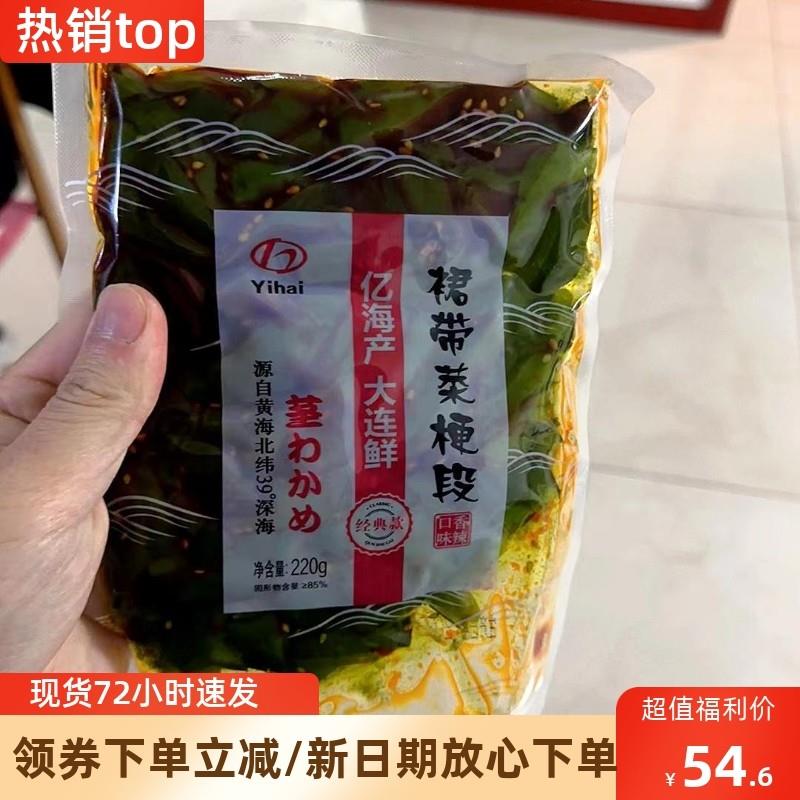 热销top
Yihai
裙带菜梗段
香辣
口味
亿海产 大连鲜
CLASSIC
经典款
茎わかめ
源自黄海北纬39°深海
净含量:220g
固形物含量 ≥85%
现货72小时速发
领券下单立减/新日期放心下单
超值福利价
¥54.6